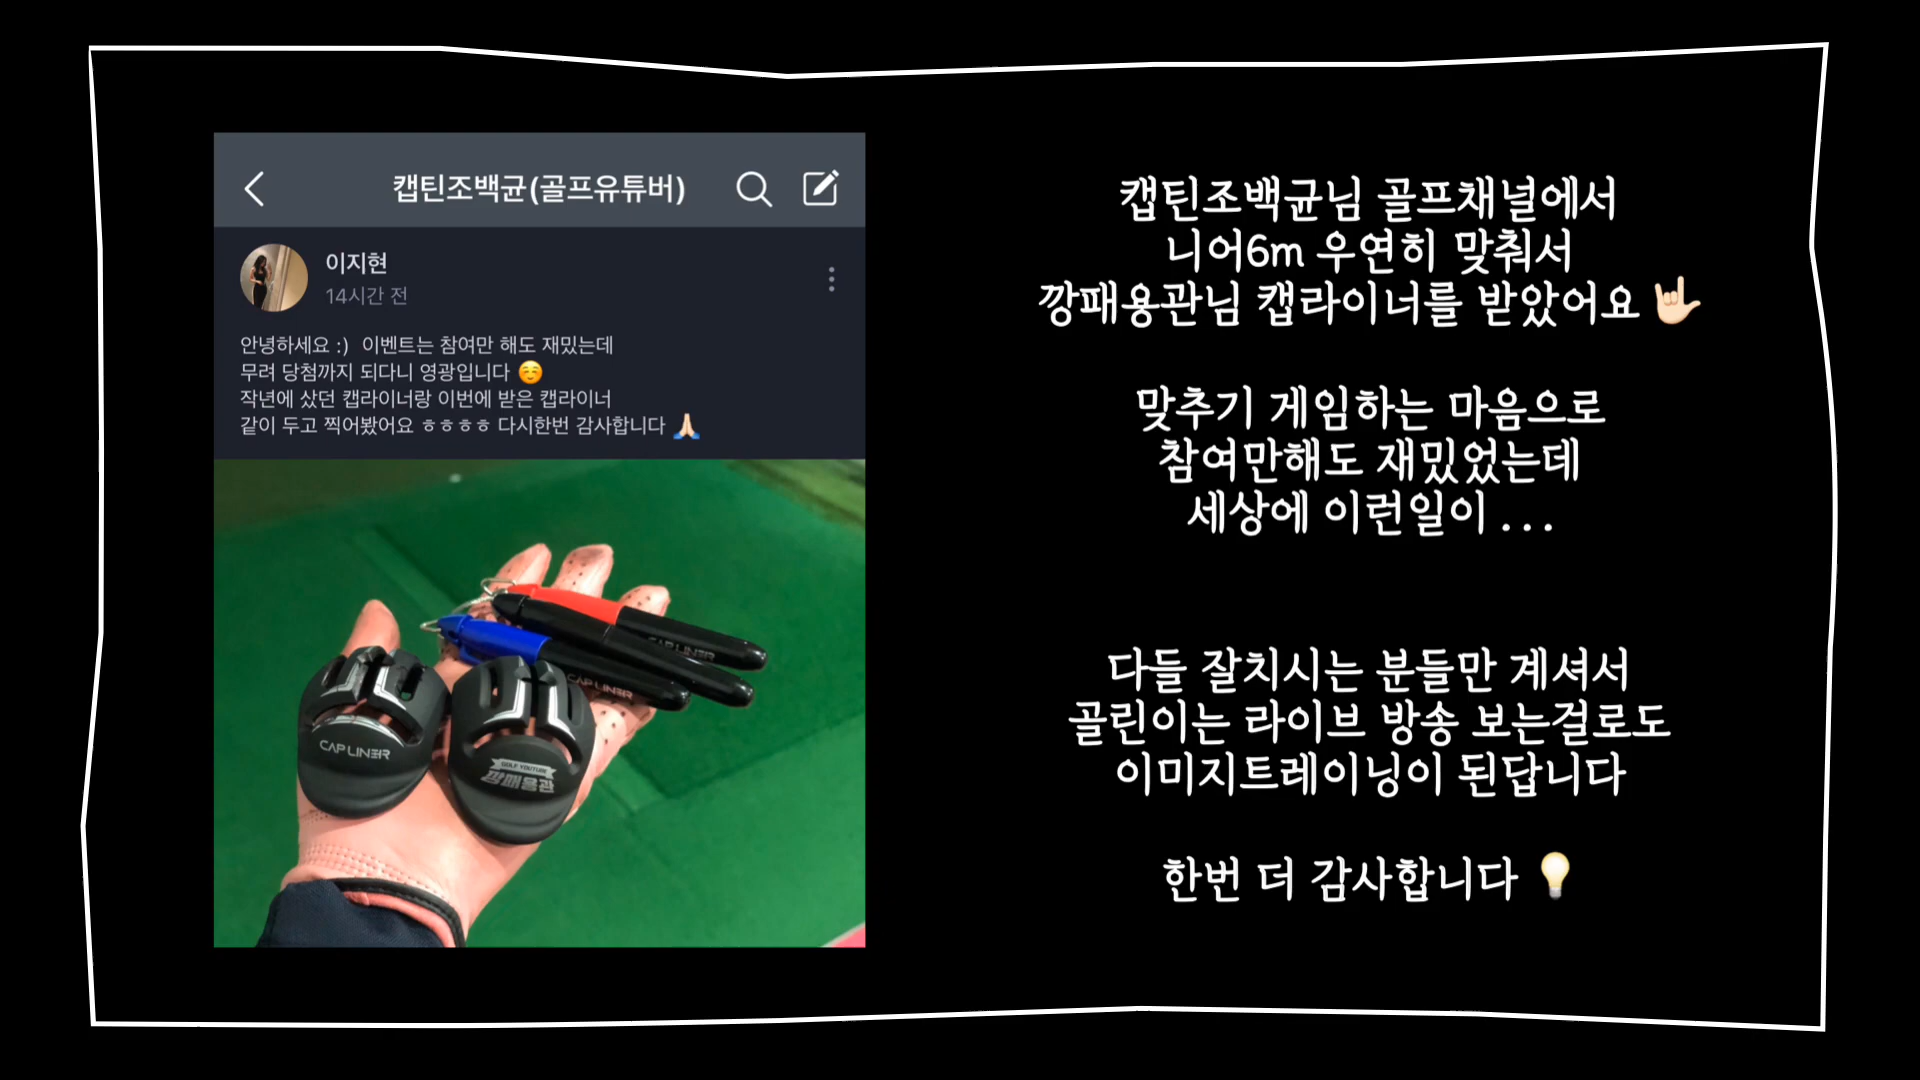 캡틴조백균(골프유튜버)
이지현
14시간 전
안녕하세요 :) 이벤트는 참여만 해도 재밌는데
무려 당첨까지 되다니 영광입니다 ☺️
작년에 샀던 캡라이너랑 이번에 받은 캡라이너
같이 두고 찍어봤어요 ㅎㅎㅎㅎ 다시한번 감사합니다 🙏🏻
CAP LINER
CAP LINER
CAP LINER
GOLF YOUTUBE
깡패용관
캡틴조백균님 골프채널에서
니어6m 우연히 맞춰서
깡패용관님 캡라이너를 받았어요 🤟🏻
맞추기 게임하는 마음으로
참여만해도 재밌었는데
세상에 이런일이 . . .
다들 잘치시는 분들만 계셔서
골린이는 라이브 방송 보는걸로도
이미지트레이닝이 된답니다
한번 더 감사합니다 💡